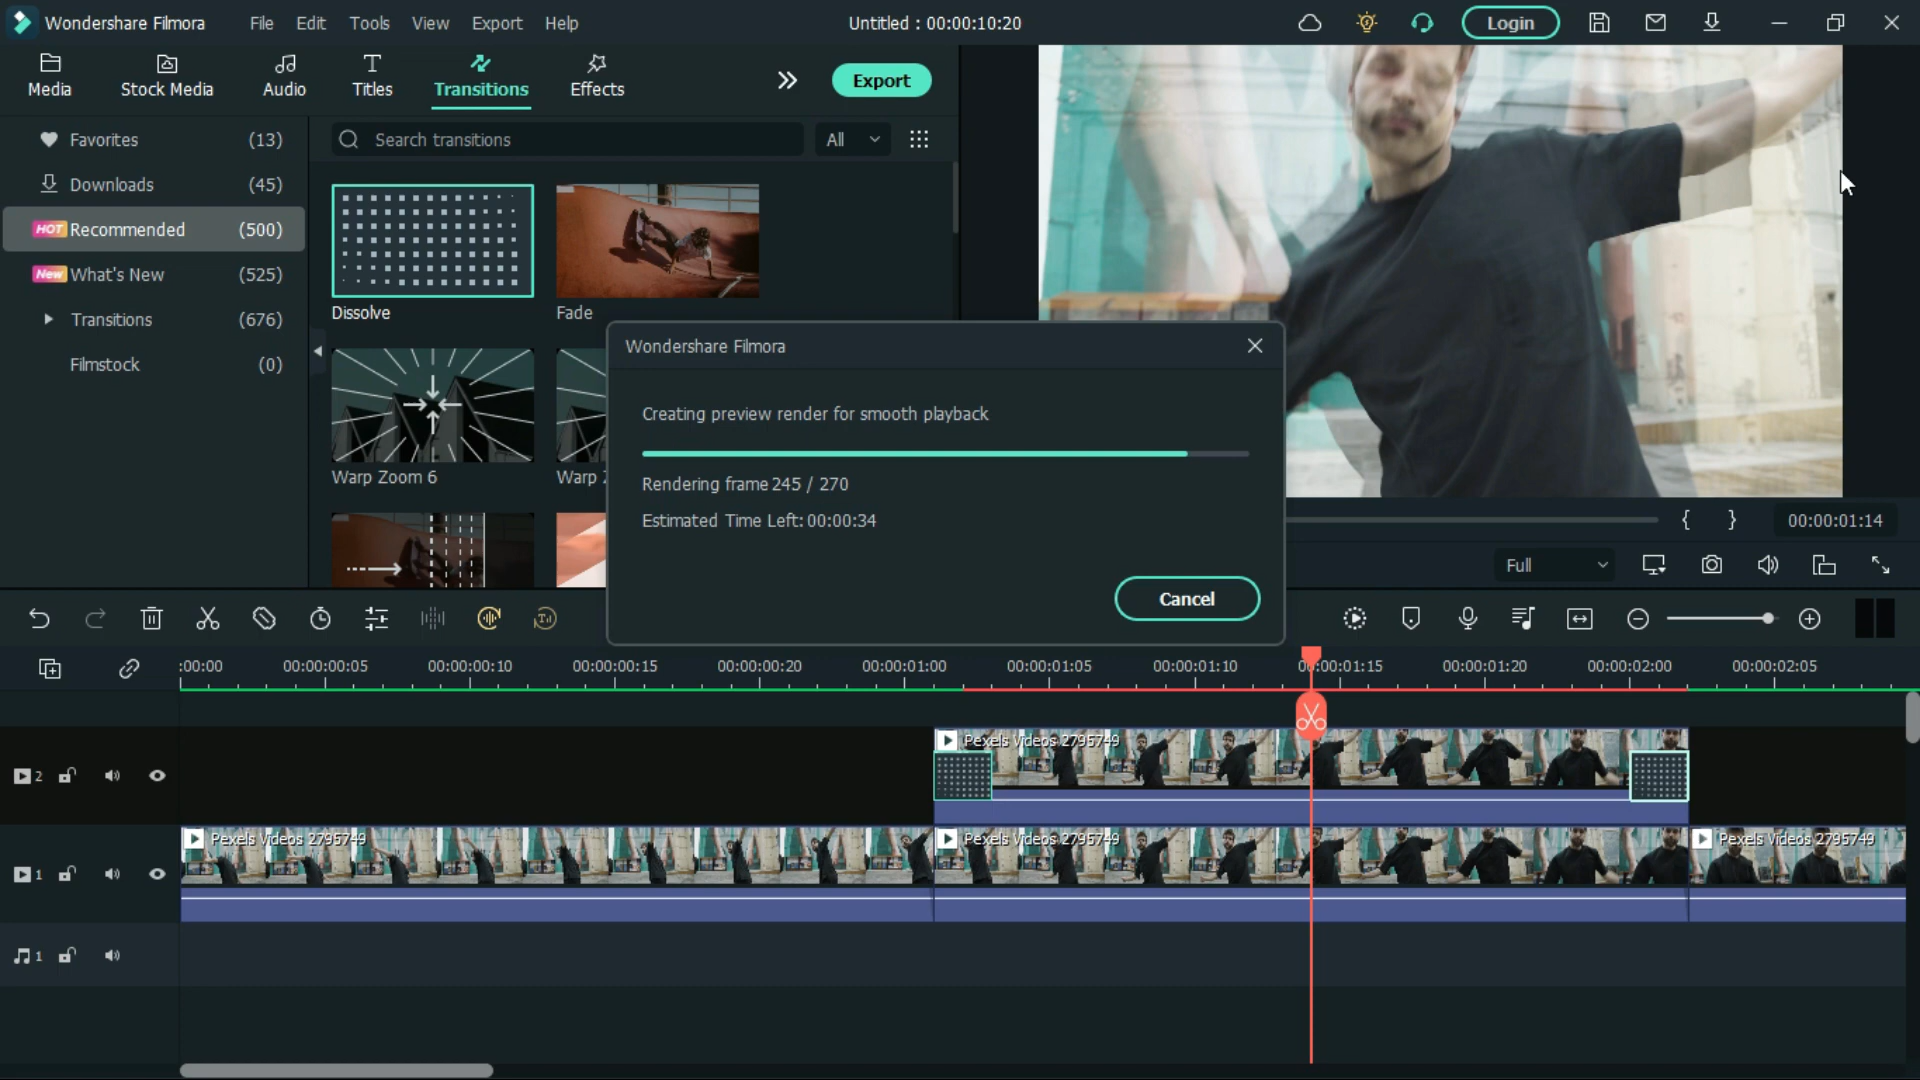 Wondershare Filmora File Edit Tools View Export Help Untitled : 00:00:10:20 Login
Media Stock Media Audio Titles Transitions Effects Export
Favorites (13)
Downloads (45)
HOT Recommended (500)
New What's New (525)
Transitions (676)
Filmstock (0)
Search transitions All
Dissolve Fade
Warp Zoom 6 Warp
Wondershare Filmora
Creating preview render for smooth playback
Rendering frame 245 / 270
Estimated Time Left: 00:00:34
Cancel
{ } 00:00:01:14
Full
:00:00 00:00:00:05 00:00:00:10 00:00:00:15 00:00:00:20 00:00:01:00 00:00:01:05 00:00:01:10 00:00:01:15 00:00:01:20 00:00:02:00 00:00:02:05
Pexels Videos 2795749
2
Pexels Videos 2795749 Pexels Videos 2795749 Pexels Videos 2795749
1
1